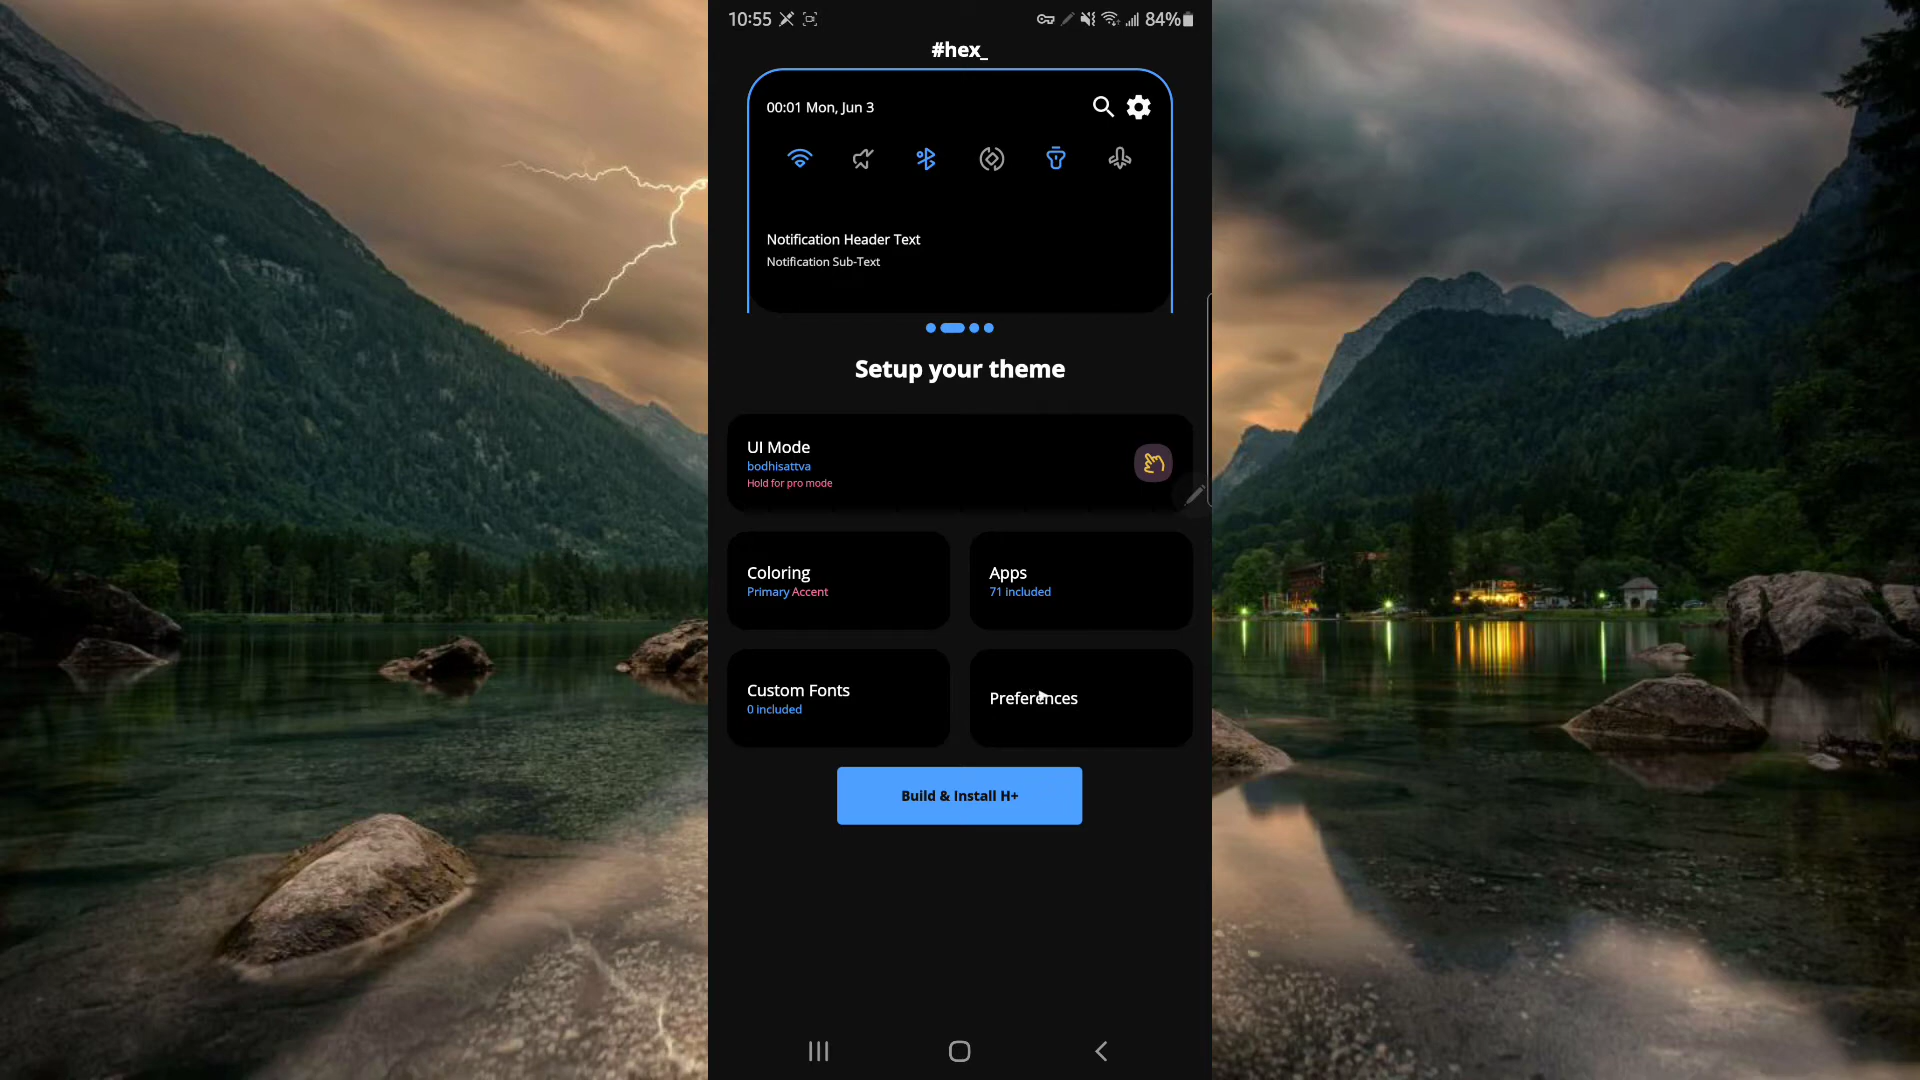 10:55
84%
#hex_
00:01 Mon, Jun 3
Notification Header Text
Notification Sub-Text
Setup your theme
UI Mode
bodhisattva
Hold for pro mode
Coloring
Primary Accent
Apps
71 included
Custom Fonts
0 included
Preferences
Build & Install H+